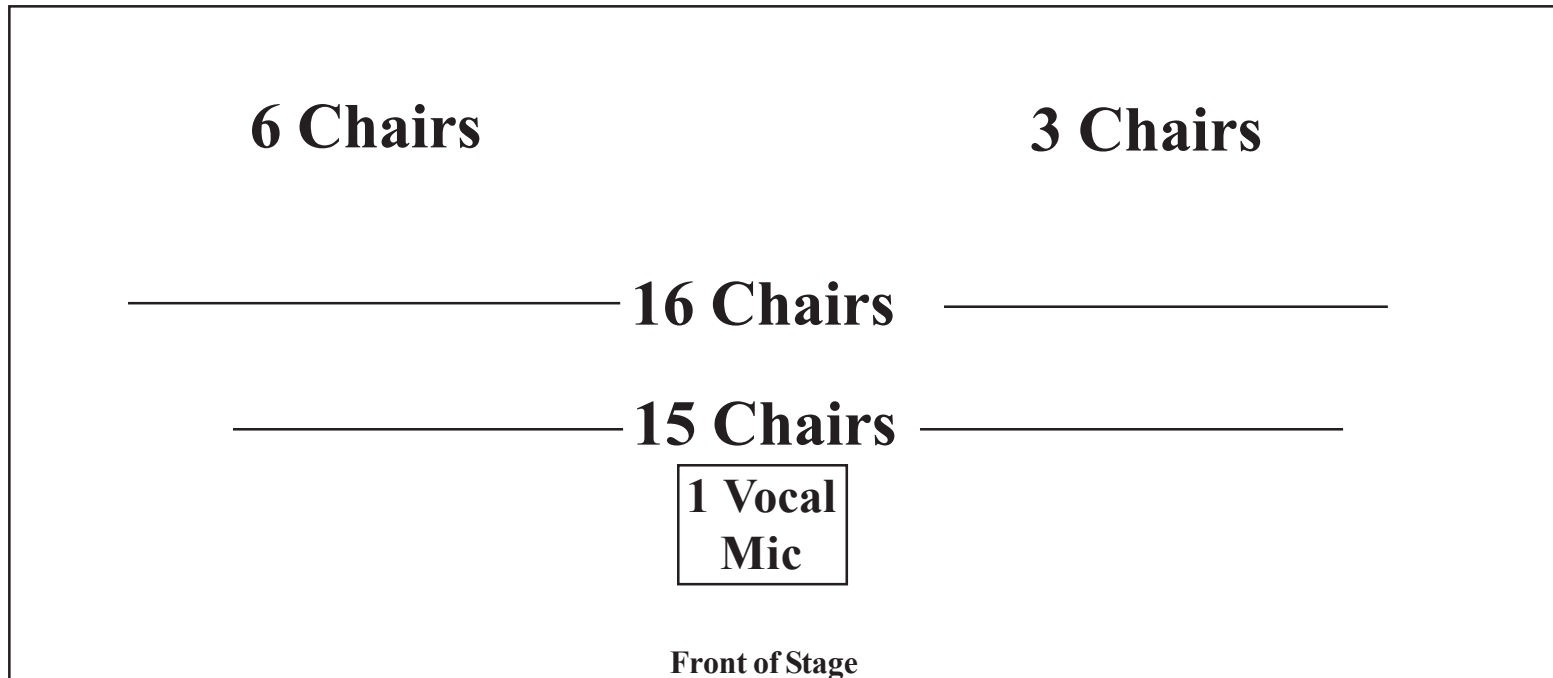 6 Chairs
3 Chairs
16 Chairs
15 Chairs
1 Vocal
Mic
Front of Stage